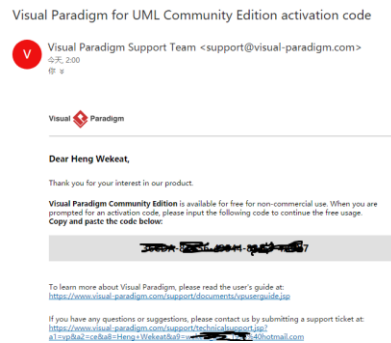 Visual Paradigm for UML Community Edition activation code
V
Visual Paradigm Support Team <support@visual-paradigm.com>
今天, 2:00
你
Visual Paradigm
Dear Heng Wekeat,
Thank you for your interest in our product.
Visual Paradigm Community Edition is available for free for non-commercial use. When you are
prompted for an activation code, please input the following code to continue the free usage.
Copy and paste the code below:
To learn more about Visual Paradigm, please read the user's guide at:
https://www.visual-paradigm.com/support/documents/vpuserguide.jsp
If you have any questions or suggestions, please contact us by submitting a support ticket at:
https://www.visual-paradigm.com/support/technicalsupport.jsp?
a1=vp&a2=ce&a8=Heng+Wekeat&a9=
%40hotmail.com